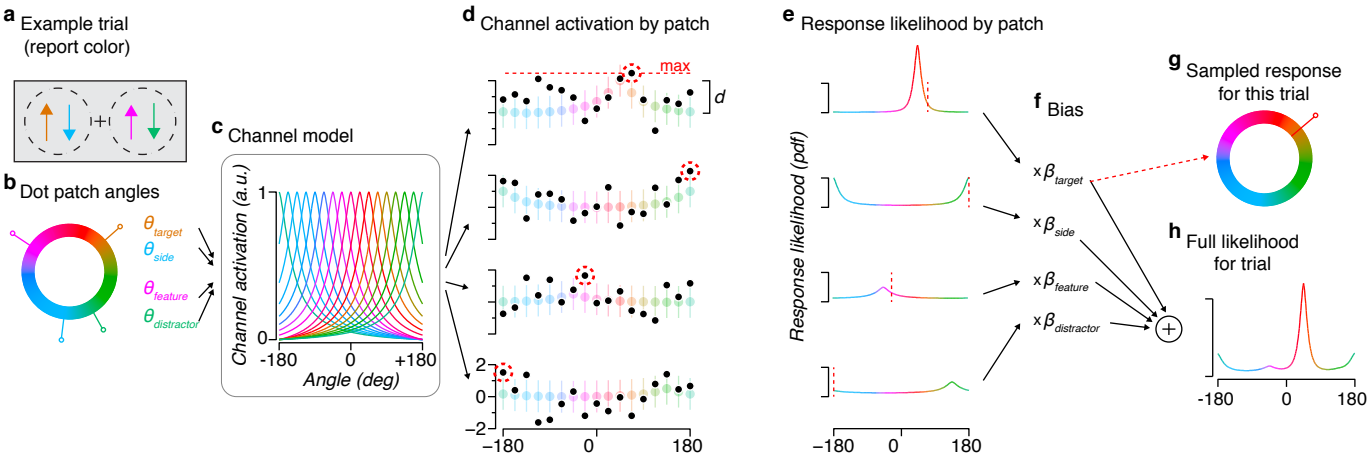 a Example trial
(report color)
+
b Dot patch angles
θtarget
θside
θfeature
θdistractor
c Channel model
Channel activation (a.u.)
1
0
-180
0
+180
Angle (deg)
d Channel activation by patch
max
d
2
0
−2
−180
0
180
e Response likelihood by patch
Response likelihood (pdf)
−180
0
180
f Bias
x βtarget
x βside
x βfeature
x βdistractor
+
g Sampled response
for this trial
h Full likelihood
for trial
-180
0
180